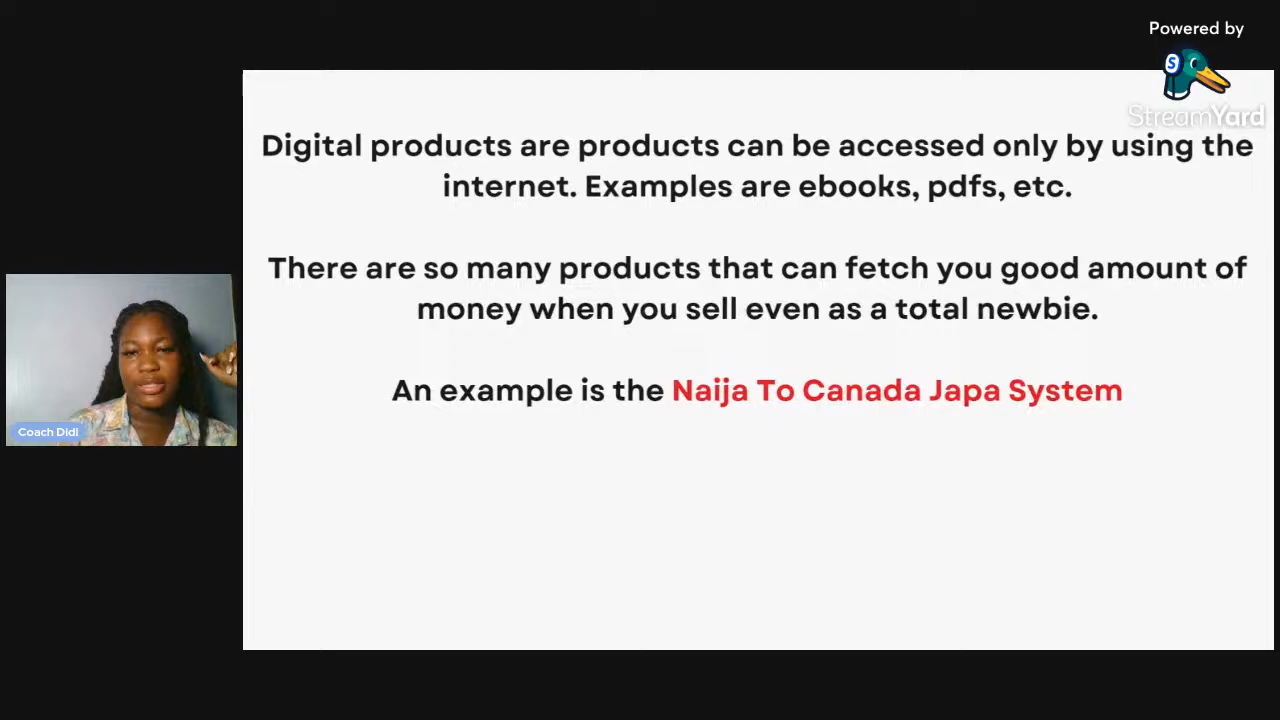 Powered by
StreamYard
Digital products are products can be accessed only by using the
internet. Examples are ebooks, pdfs, etc.
There are so many products that can fetch you good amount of
money when you sell even as a total newbie.
An example is the Naija To Canada Japa System
Coach Didi